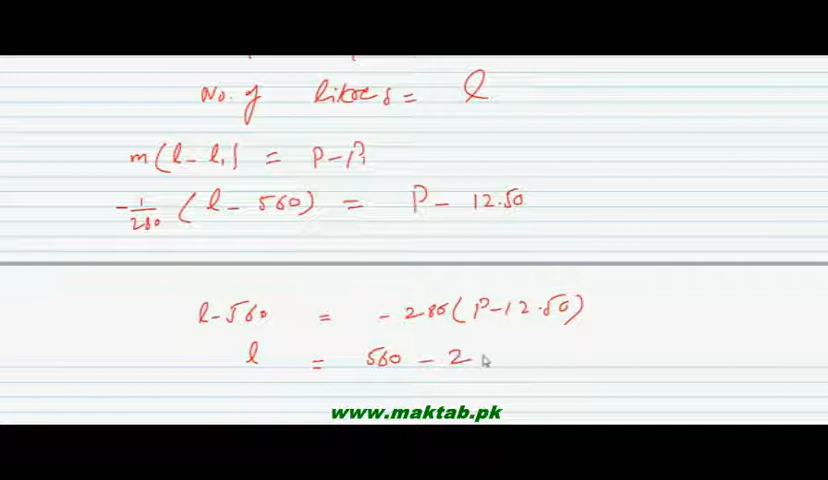 No. of litres = l
m(l - l₁) = P - P₁
-1/280 (l - 560) = P - 12.50
l - 560 = - 280(P - 12.50)
l = 560 - 2
www.maktab.pk